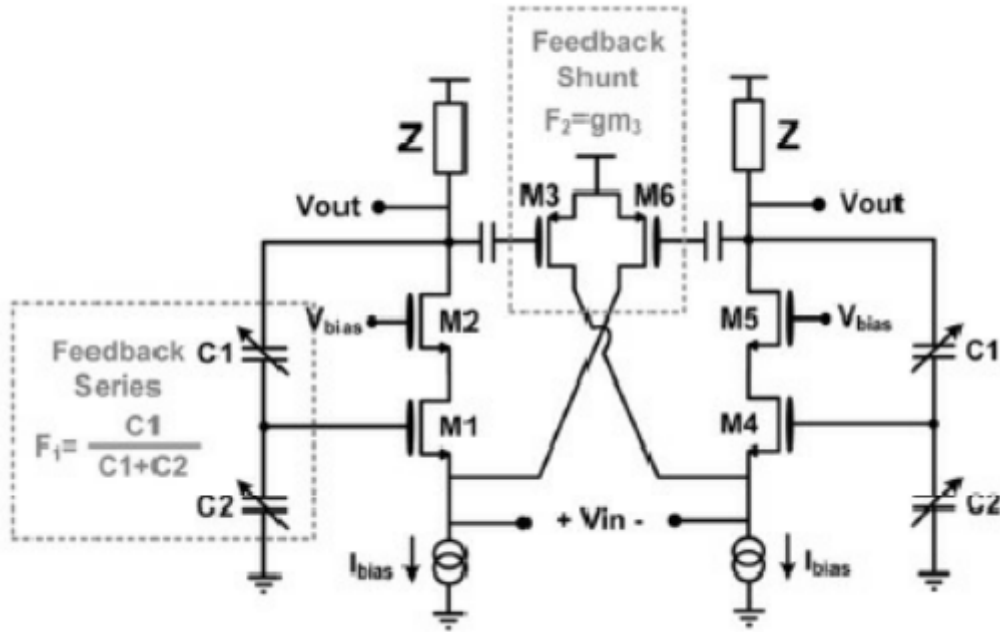 Feedback
Shunt
F₂=gm₃
Z
Z
M3
M6
Vout
Vout
Vbias
M2
M5
Vbias
Feedback
Series
F₁= C1
C1+C2
C1
C1
M1
M4
C2
C2
+ Vin -
Ibias
Ibias